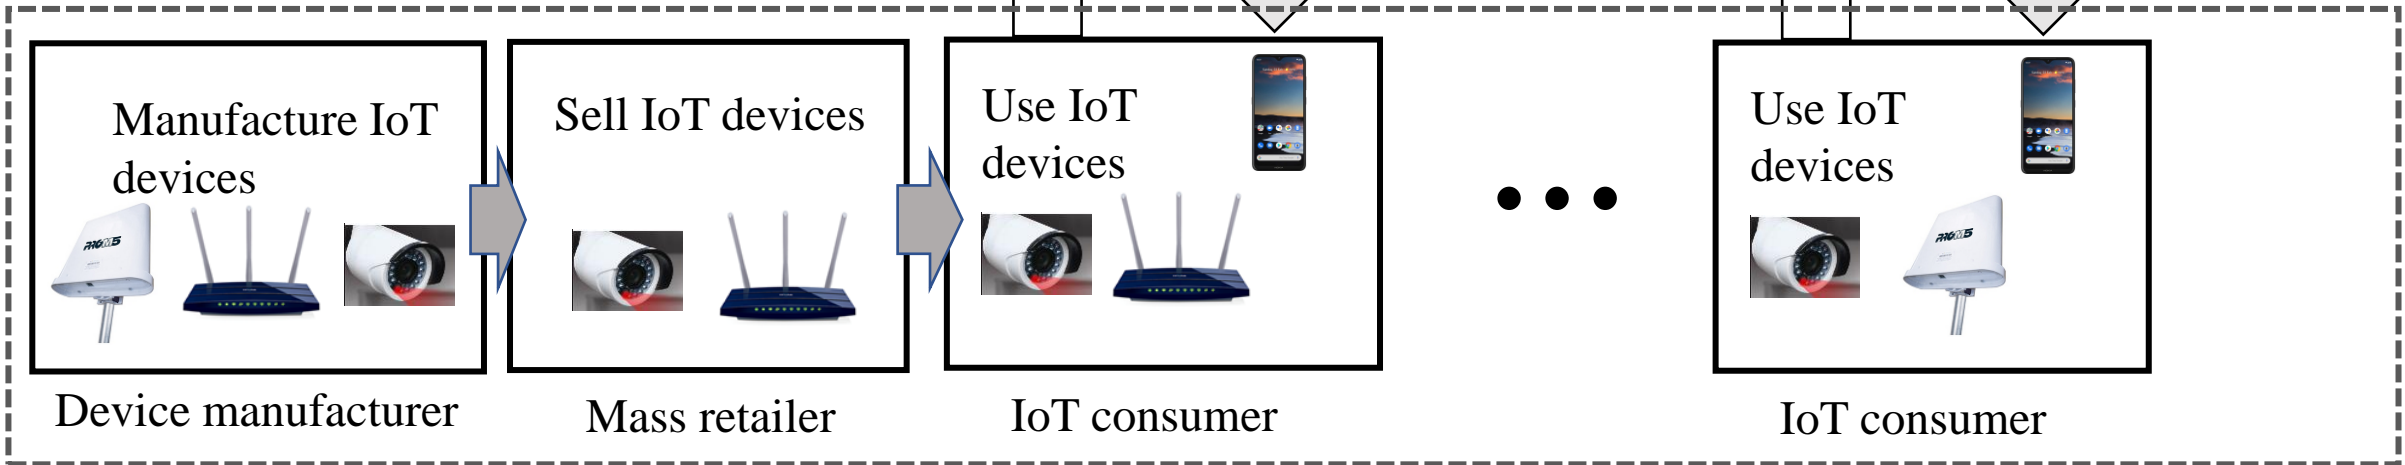 Manufacture IoT
devices
Device manufacturer
Sell IoT devices
Mass retailer
Use IoT
devices
IoT consumer
Use IoT
devices
IoT consumer